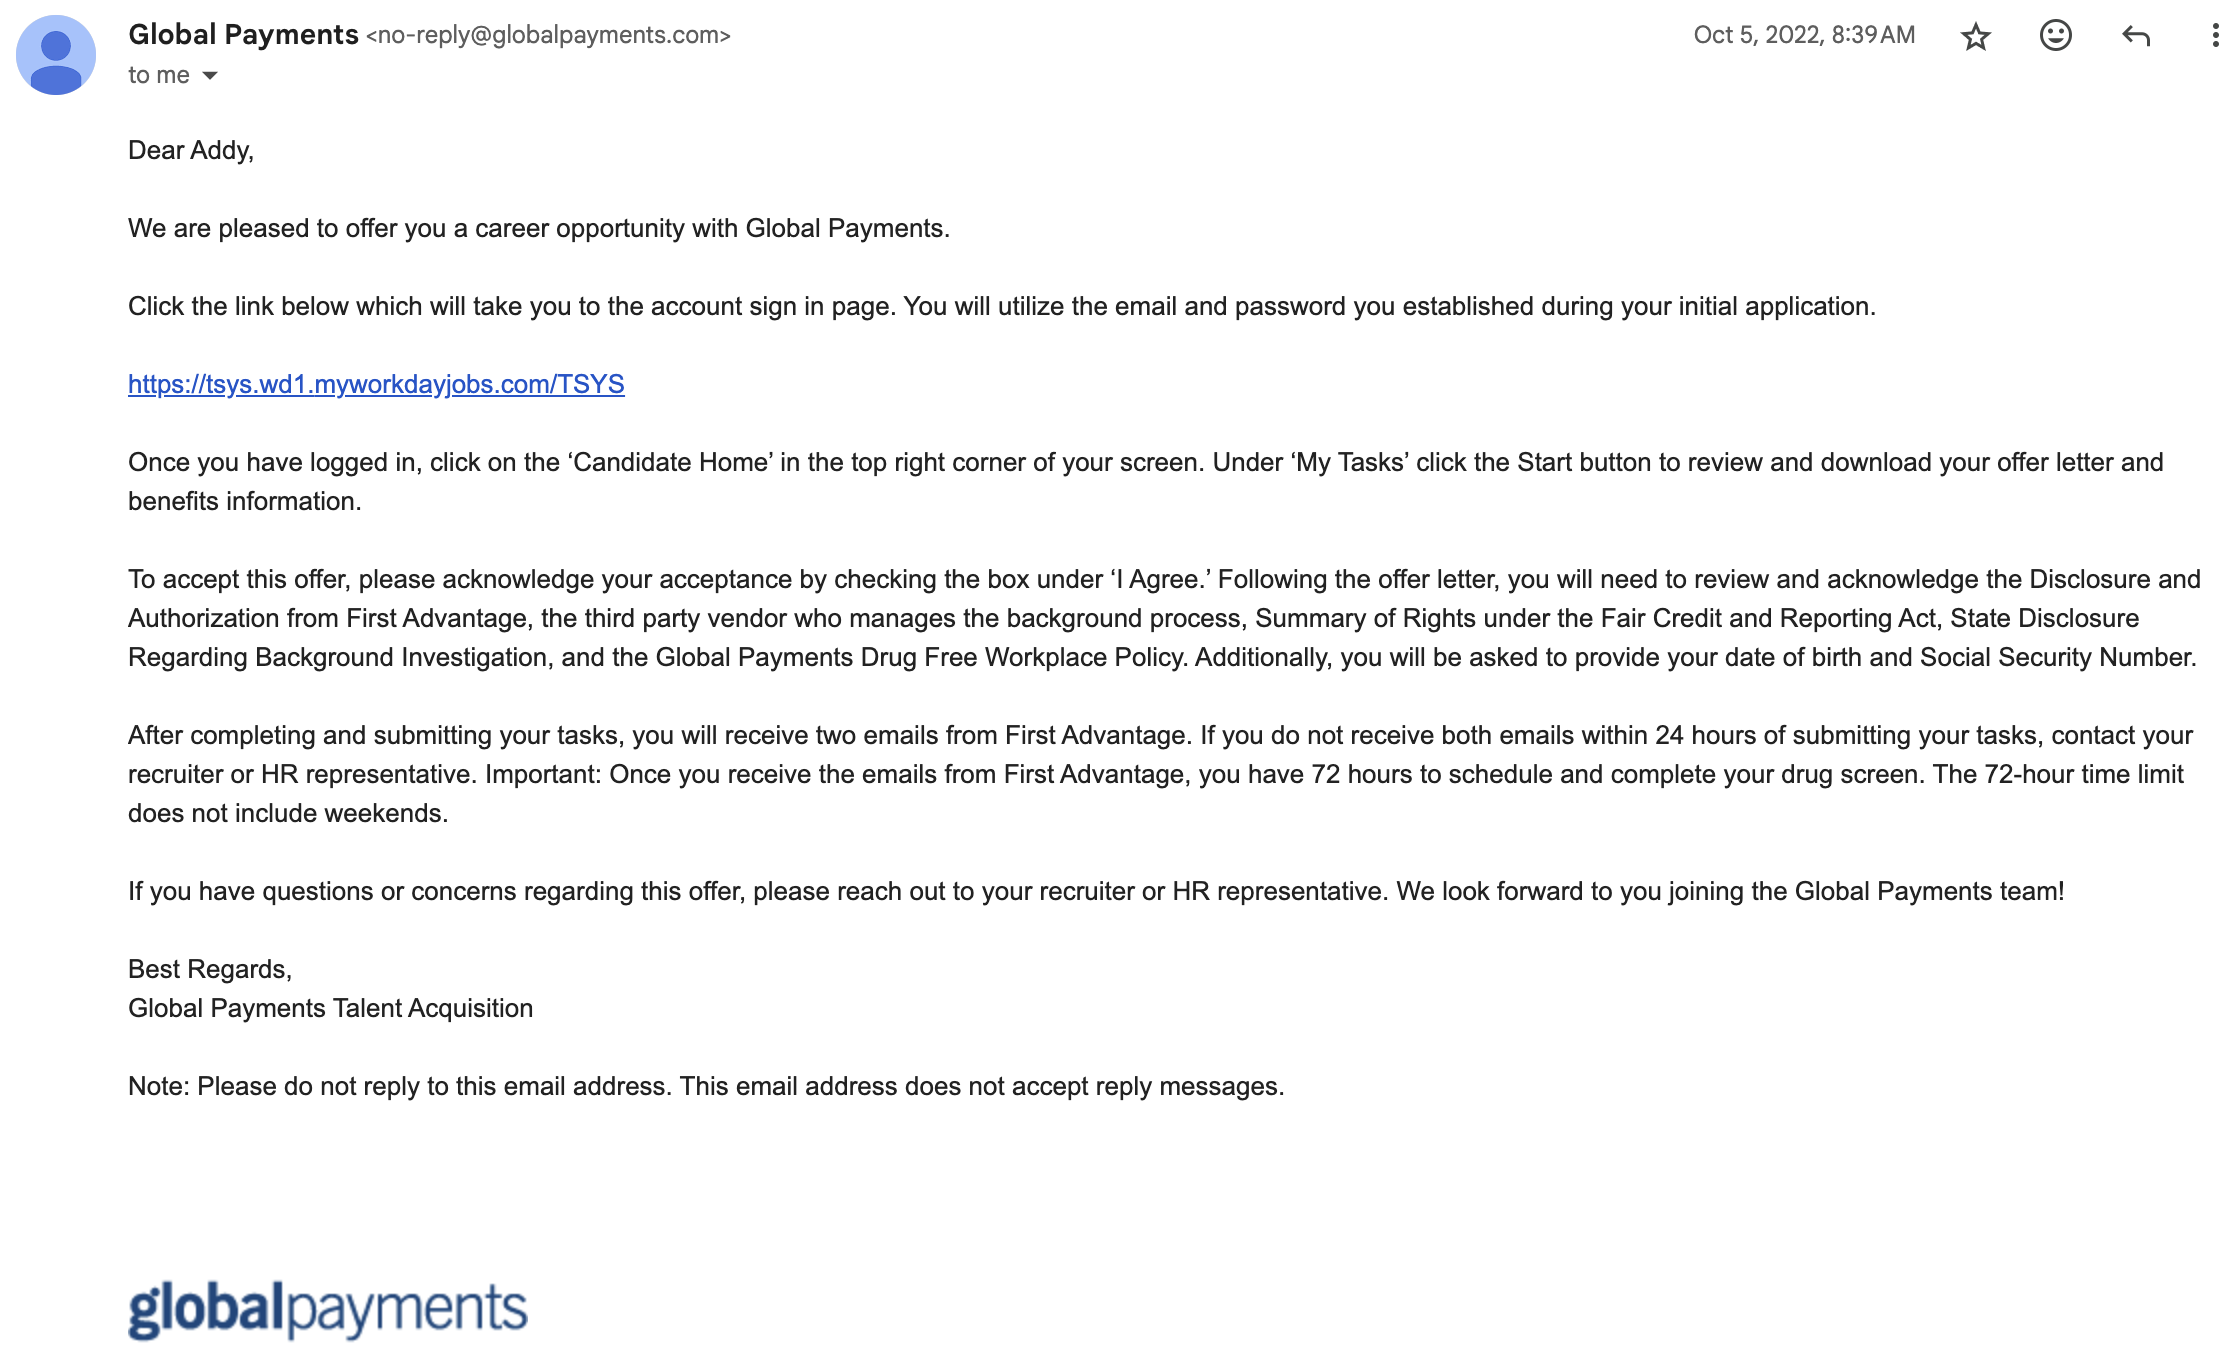 Global Payments <no-reply@globalpayments.com>
Oct 5, 2022, 8:39 AM
to me
Dear Addy,
We are pleased to offer you a career opportunity with Global Payments.
Click the link below which will take you to the account sign in page. You will utilize the email and password you established during your initial application.
https://tsys.wd1.myworkdayjobs.com/TSYS
Once you have logged in, click on the ‘Candidate Home’ in the top right corner of your screen. Under ‘My Tasks’ click the Start button to review and download your offer letter and
benefits information.
To accept this offer, please acknowledge your acceptance by checking the box under ‘I Agree.’ Following the offer letter, you will need to review and acknowledge the Disclosure and
Authorization from First Advantage, the third party vendor who manages the background process, Summary of Rights under the Fair Credit and Reporting Act, State Disclosure
Regarding Background Investigation, and the Global Payments Drug Free Workplace Policy. Additionally, you will be asked to provide your date of birth and Social Security Number.
After completing and submitting your tasks, you will receive two emails from First Advantage. If you do not receive both emails within 24 hours of submitting your tasks, contact your
recruiter or HR representative. Important: Once you receive the emails from First Advantage, you have 72 hours to schedule and complete your drug screen. The 72-hour time limit
does not include weekends.
If you have questions or concerns regarding this offer, please reach out to your recruiter or HR representative. We look forward to you joining the Global Payments team!
Best Regards,
Global Payments Talent Acquisition
Note: Please do not reply to this email address. This email address does not accept reply messages.
globalpayments